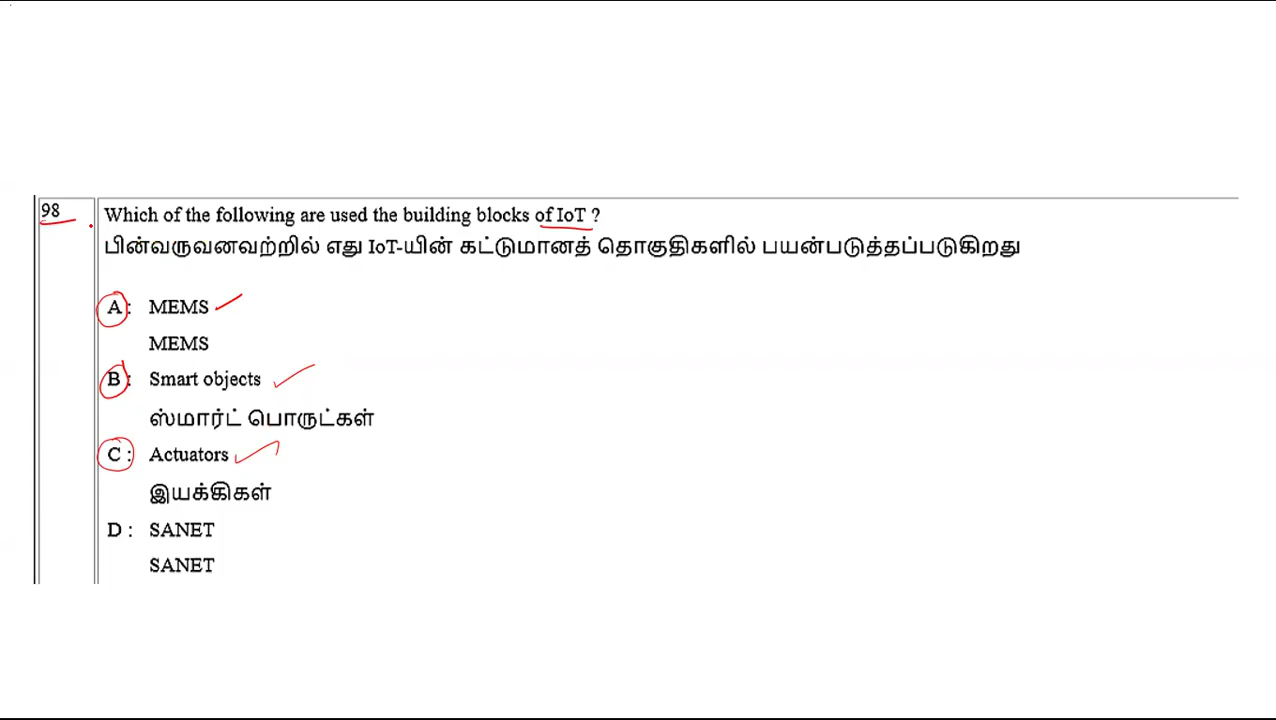 98
Which of the following are used the building blocks of IoT ?
பின்வருவனவற்றில் எது IoT-யின் கட்டுமானத் தொகுதிகளில் பயன்படுத்தப்படுகிறது
A : MEMS
MEMS
B : Smart objects
ஸ்மார்ட் பொருட்கள்
C : Actuators
இயக்கிகள்
D : SANET
SANET